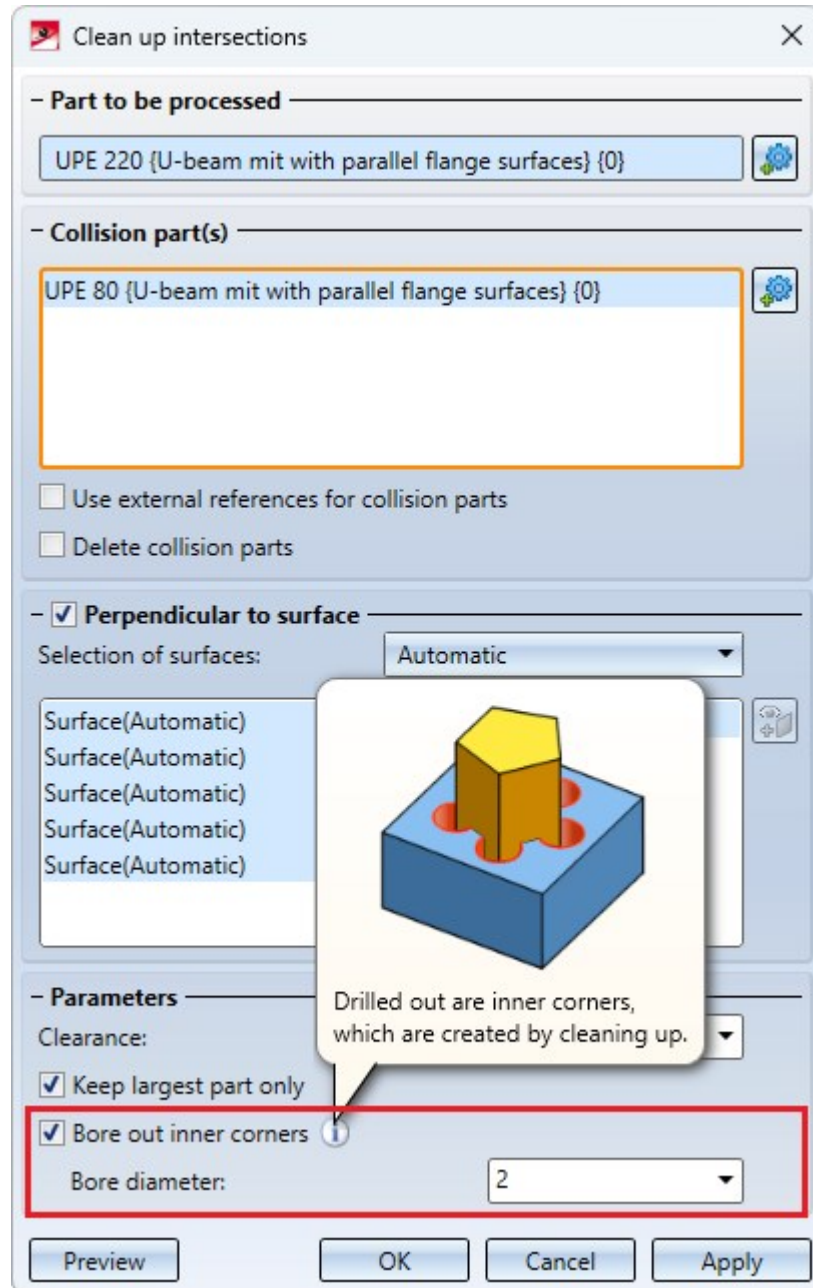 Clean up intersections
Part to be processed
UPE 220 {U-beam mit with parallel flange surfaces} {0}
Collision part(s)
UPE 80 {U-beam mit with parallel flange surfaces} {0}
Use external references for collision parts
Delete collision parts
Perpendicular to surface
Selection of surfaces: Automatic
Surface(Automatic)
Surface(Automatic)
Surface(Automatic)
Surface(Automatic)
Surface(Automatic)
Drilled out are inner corners,
which are created by cleaning up.
Parameters
Clearance:
Keep largest part only
Bore out inner corners
Bore diameter: 2
Preview OK Cancel Apply